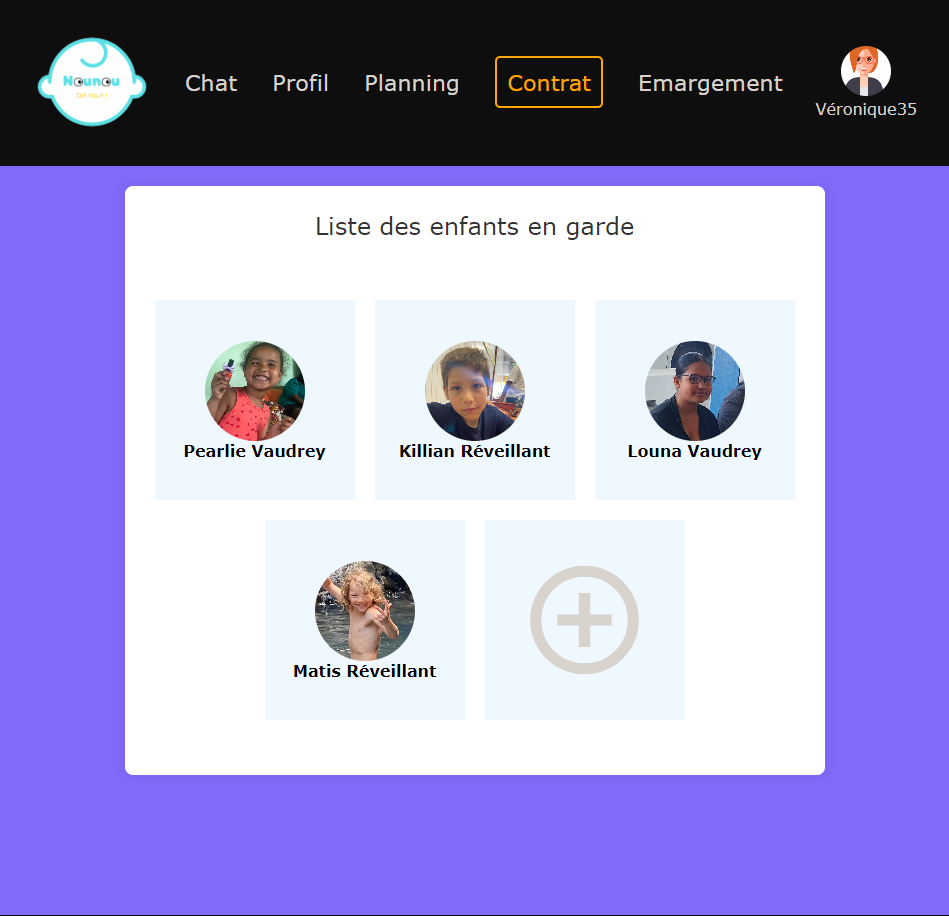 Nounou
Dit tout !
Chat
Profil
Planning
Contrat
Emargement
Véronique35
Liste des enfants en garde
Pearlie Vaudrey
Killian Réveillant
Louna Vaudrey
Matis Réveillant